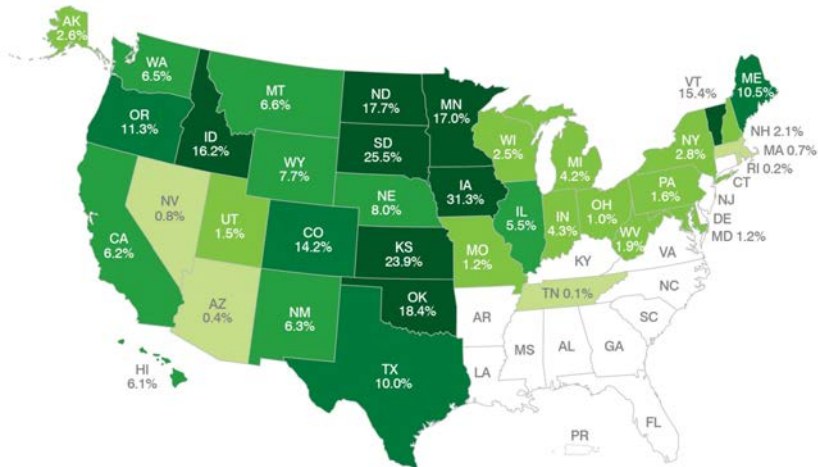 AK
2.6%
WA
6.5%
MT
6.6%
ND
17.7%
MN
17.0%
VT
15.4%
ME
10.5%
OR
11.3%
ID
16.2%
SD
25.5%
WI
2.5%
MI
4.2%
NY
2.8%
NH 2.1%
MA 0.7%
RI 0.2%
CT
WY
7.7%
NE
8.0%
IA
31.3%
IL
5.5%
IN
4.3%
OH
1.0%
PA
1.6%
NJ
DE
MD 1.2%
NV
0.8%
UT
1.5%
CO
14.2%
KS
23.9%
MO
1.2%
WV
1.9%
KY
VA
CA
6.2%
AZ
0.4%
NM
6.3%
OK
18.4%
AR
TN 0.1%
NC
SC
HI
6.1%
TX
10.0%
LA
MS
AL
GA
FL
PR